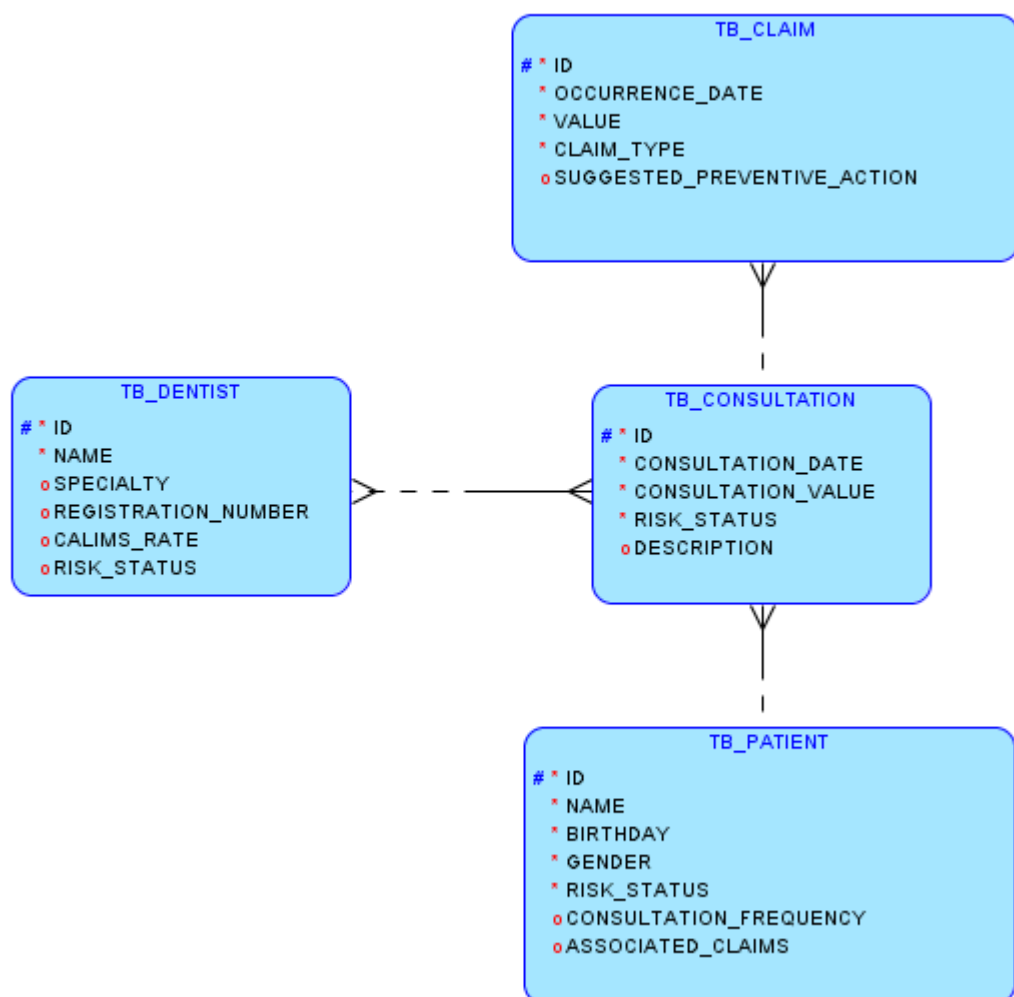 TB_CLAIM
# * ID
* OCCURRENCE_DATE
* VALUE
* CLAIM_TYPE
o SUGGESTED_PREVENTIVE_ACTION
TB_DENTIST
# * ID
* NAME
o SPECIALTY
o REGISTRATION_NUMBER
o CALIMS_RATE
o RISK_STATUS
TB_CONSULTATION
# * ID
* CONSULTATION_DATE
* CONSULTATION_VALUE
* RISK_STATUS
o DESCRIPTION
TB_PATIENT
# * ID
* NAME
* BIRTHDAY
* GENDER
* RISK_STATUS
o CONSULTATION_FREQUENCY
o ASSOCIATED_CLAIMS